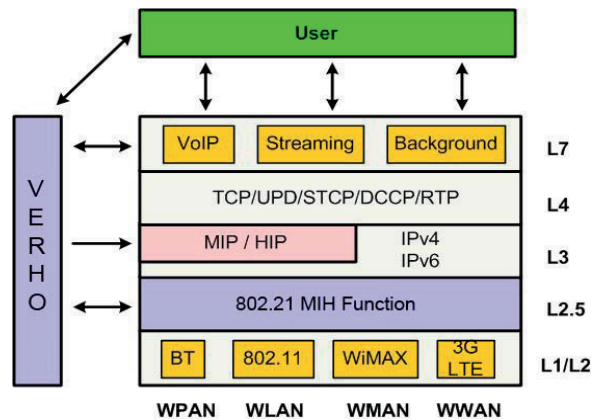 User
VERHO
VoIP Streaming Background L7
TCP/UPD/STCP/DCCP/RTP L4
MIP / HIP IPv4 L3
IPv6
802.21 MIH Function L2.5
BT 802.11 WiMAX 3G L1/L2
LTE
WPAN WLAN WMAN WWAN